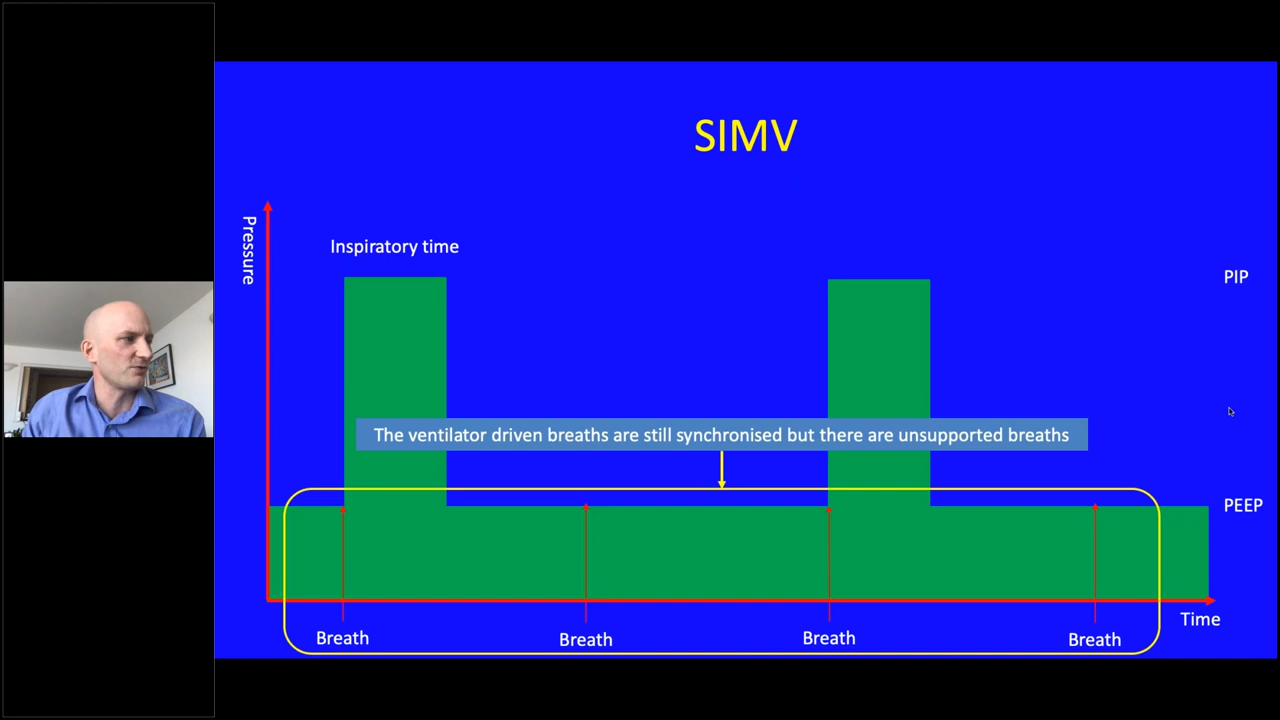 SIMV
Pressure
Inspiratory time
PIP
The ventilator driven breaths are still synchronised but there are unsupported breaths
PEEP
Time
Breath
Breath
Breath
Breath